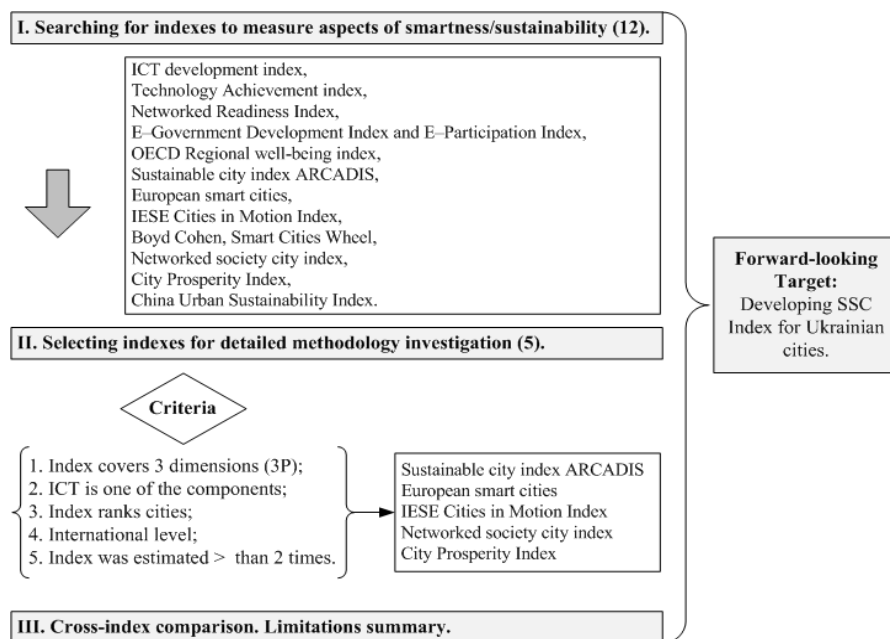 I. Searching for indexes to measure aspects of smartness/sustainability (12).
ICT development index,
Technology Achievement index,
Networked Readiness Index,
E–Government Development Index and E–Participation Index,
OECD Regional well-being index,
Sustainable city index ARCADIS,
European smart cities,
IESE Cities in Motion Index,
Boyd Cohen, Smart Cities Wheel,
Networked society city index,
City Prosperity Index,
China Urban Sustainability Index.
II. Selecting indexes for detailed methodology investigation (5).
Criteria
1. Index covers 3 dimensions (3P);
2. ICT is one of the components;
3. Index ranks cities;
4. International level;
5. Index was estimated > than 2 times.
Sustainable city index ARCADIS
European smart cities
IESE Cities in Motion Index
Networked society city index
City Prosperity Index
III. Cross-index comparison. Limitations summary.
Forward-looking
Target:
Developing SSC
Index for Ukrainian
cities.